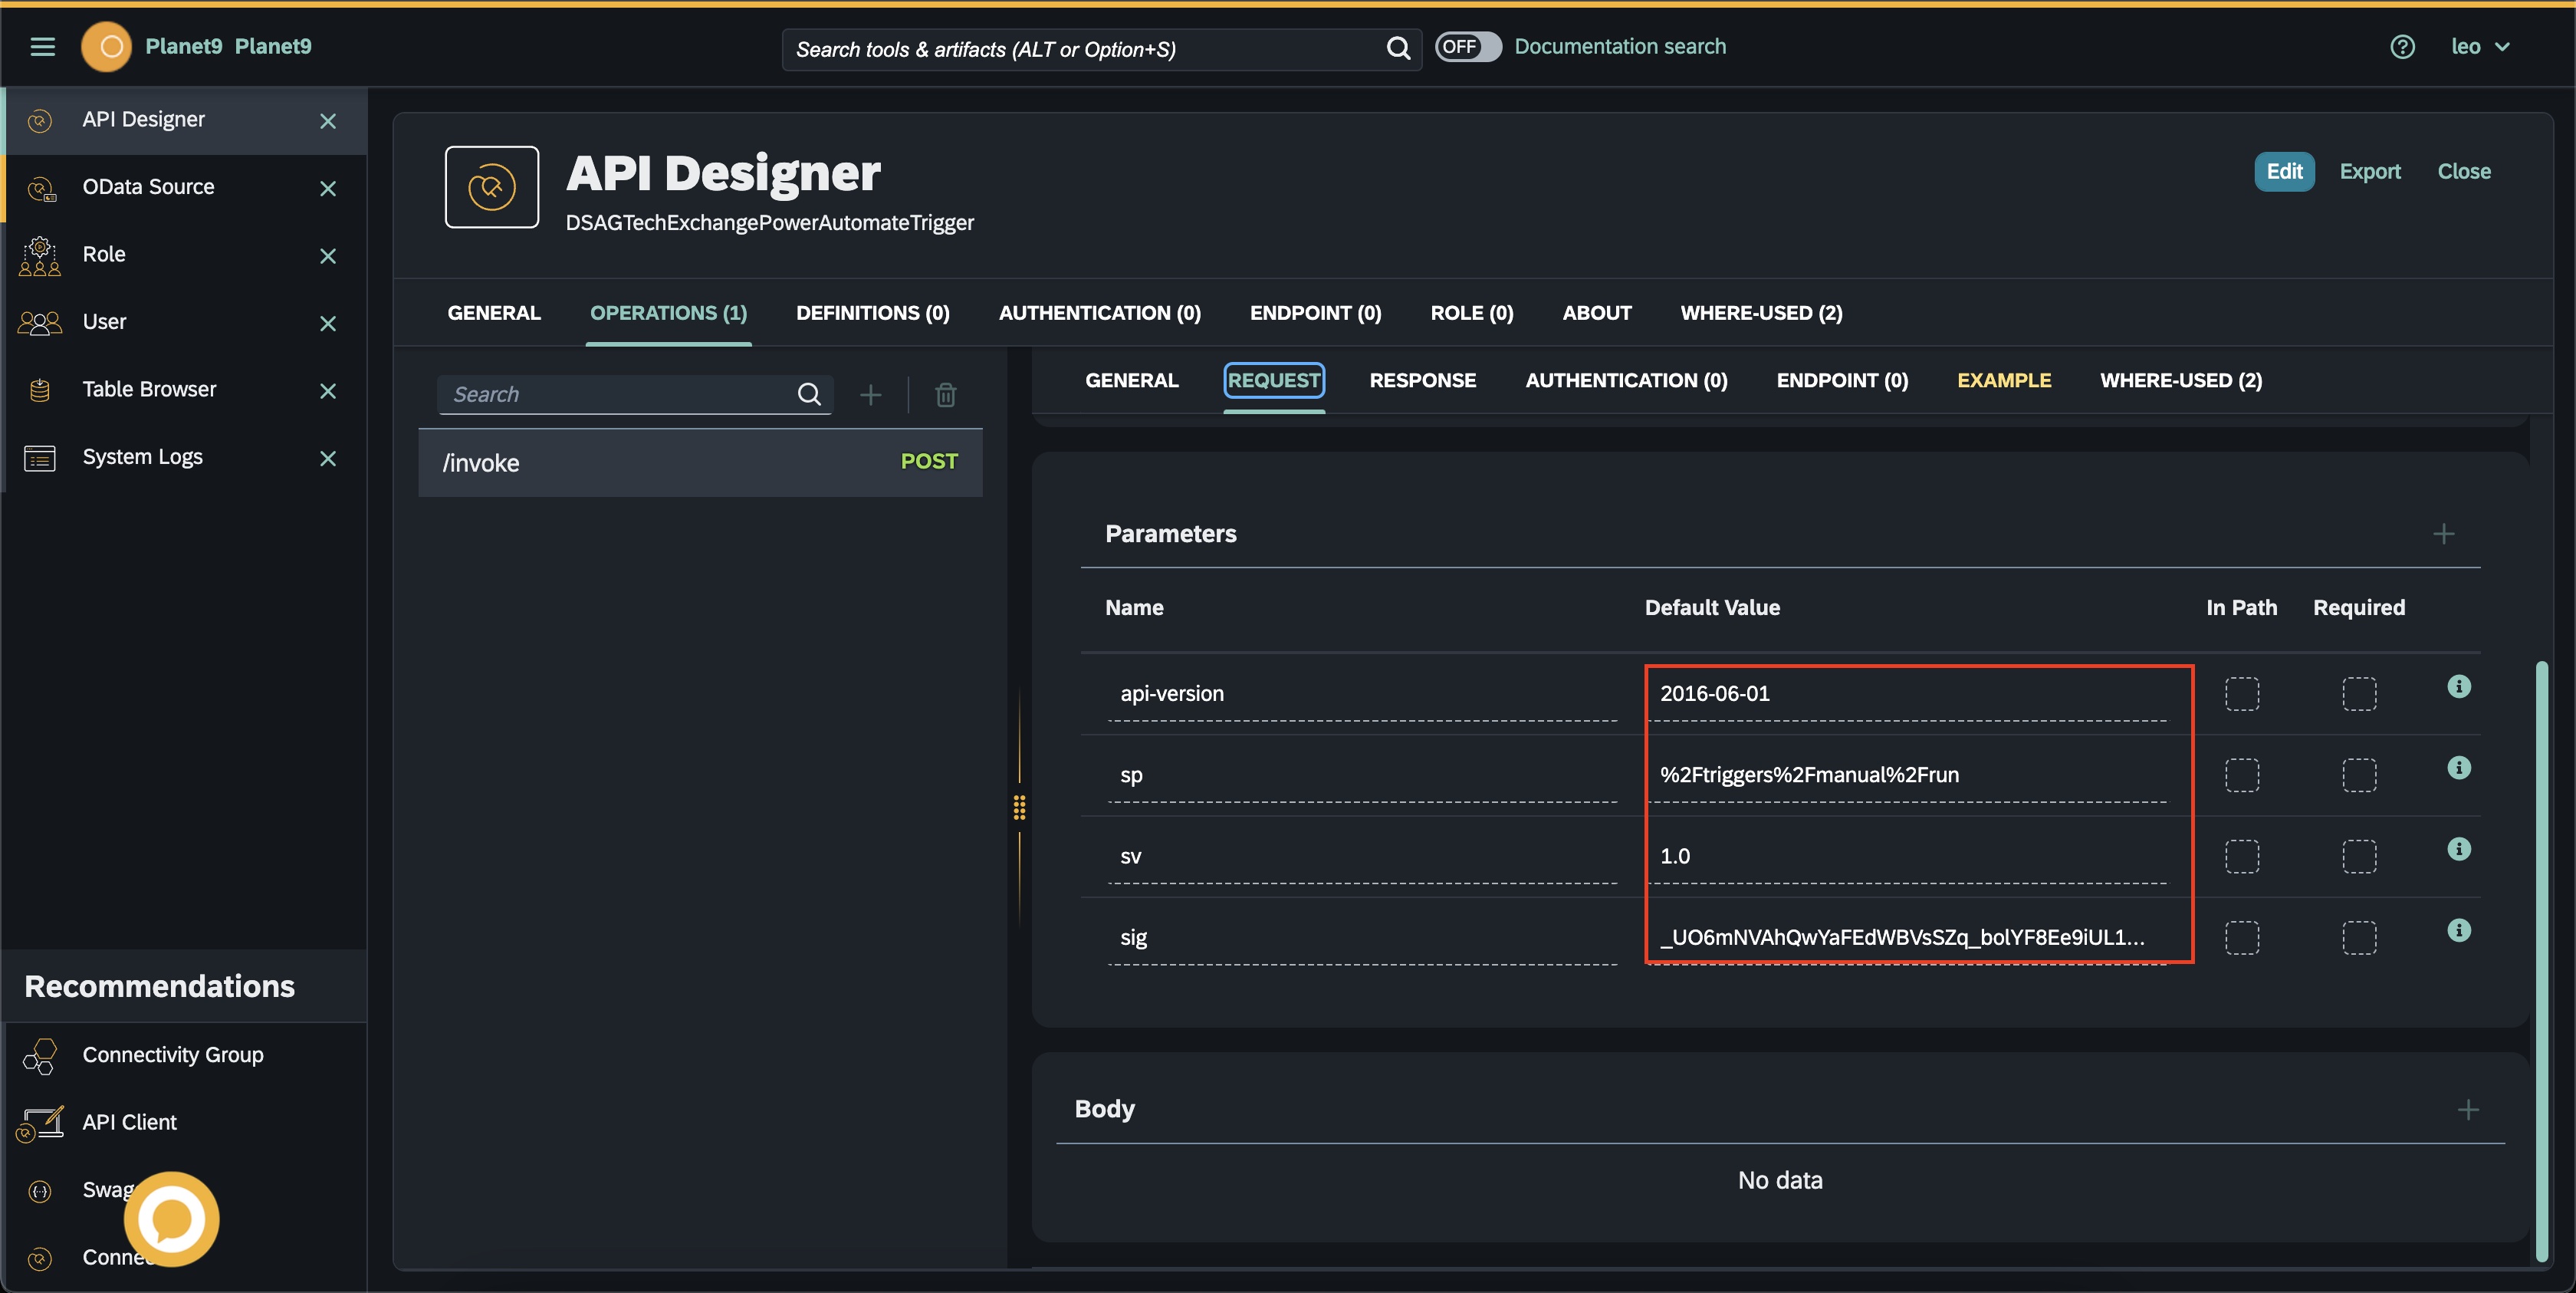 Planet9 Planet9
Search tools & artifacts (ALT or Option+S)
OFF
Documentation search
leo
API Designer
OData Source
Role
User
Table Browser
System Logs
Recommendations
Connectivity Group
API Client
Swag
Conne
API Designer
DSAGTechExchangePowerAutomateTrigger
Edit
Export
Close
GENERAL
OPERATIONS (1)
DEFINITIONS (0)
AUTHENTICATION (0)
ENDPOINT (0)
ROLE (0)
ABOUT
WHERE-USED (2)
Search
/invoke
POST
GENERAL
REQUEST
RESPONSE
AUTHENTICATION (0)
ENDPOINT (0)
EXAMPLE
WHERE-USED (2)
Parameters
Name
Default Value
In Path
Required
api-version
2016-06-01
sp
%2Ftriggers%2Fmanual%2Frun
sv
1.0
sig
_UO6mNVAhQwYaFEdWBVsSZq_bolYF8Ee9iUL1...
Body
No data